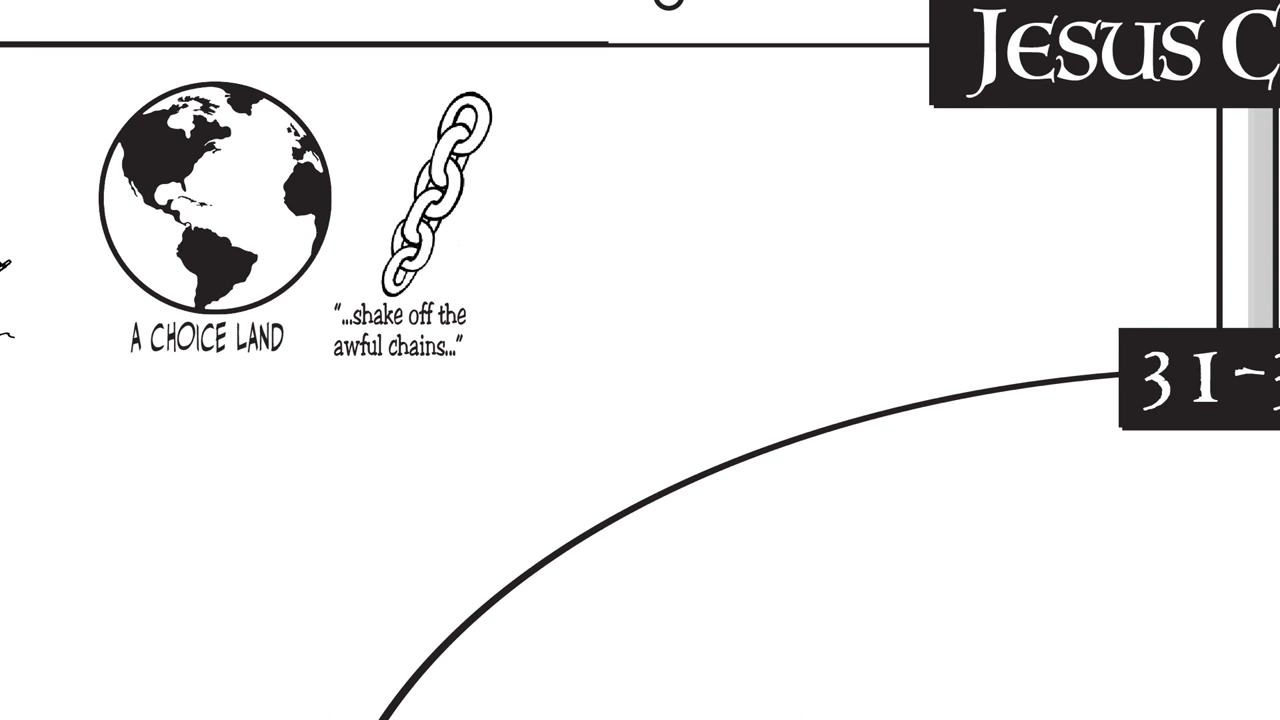 JESUS C
A CHOICE LAND
"...shake off the
awful chains..."
31-